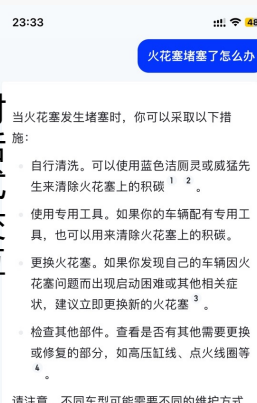 23:33
48
火花塞堵塞了怎么办
当火花塞发生堵塞时，你可以采取以下措
施：
自行清洗。可以使用蓝色洁厕灵或威猛先
生来清除火花塞上的积碳 1 2 。
使用专用工具。如果你的车辆配有专用工
具，也可以用来清除火花塞上的积碳。
更换火花塞。如果你发现自己的车辆因火
花塞问题而出现启动困难或其他相关症
状，建议立即更换新的火花塞 3 。
检查其他部件。查看是否有其他需要更换
或修复的部分，如高压缸线、点火线圈等
4 。
请注意，不同车型可能需要不同的维护方式